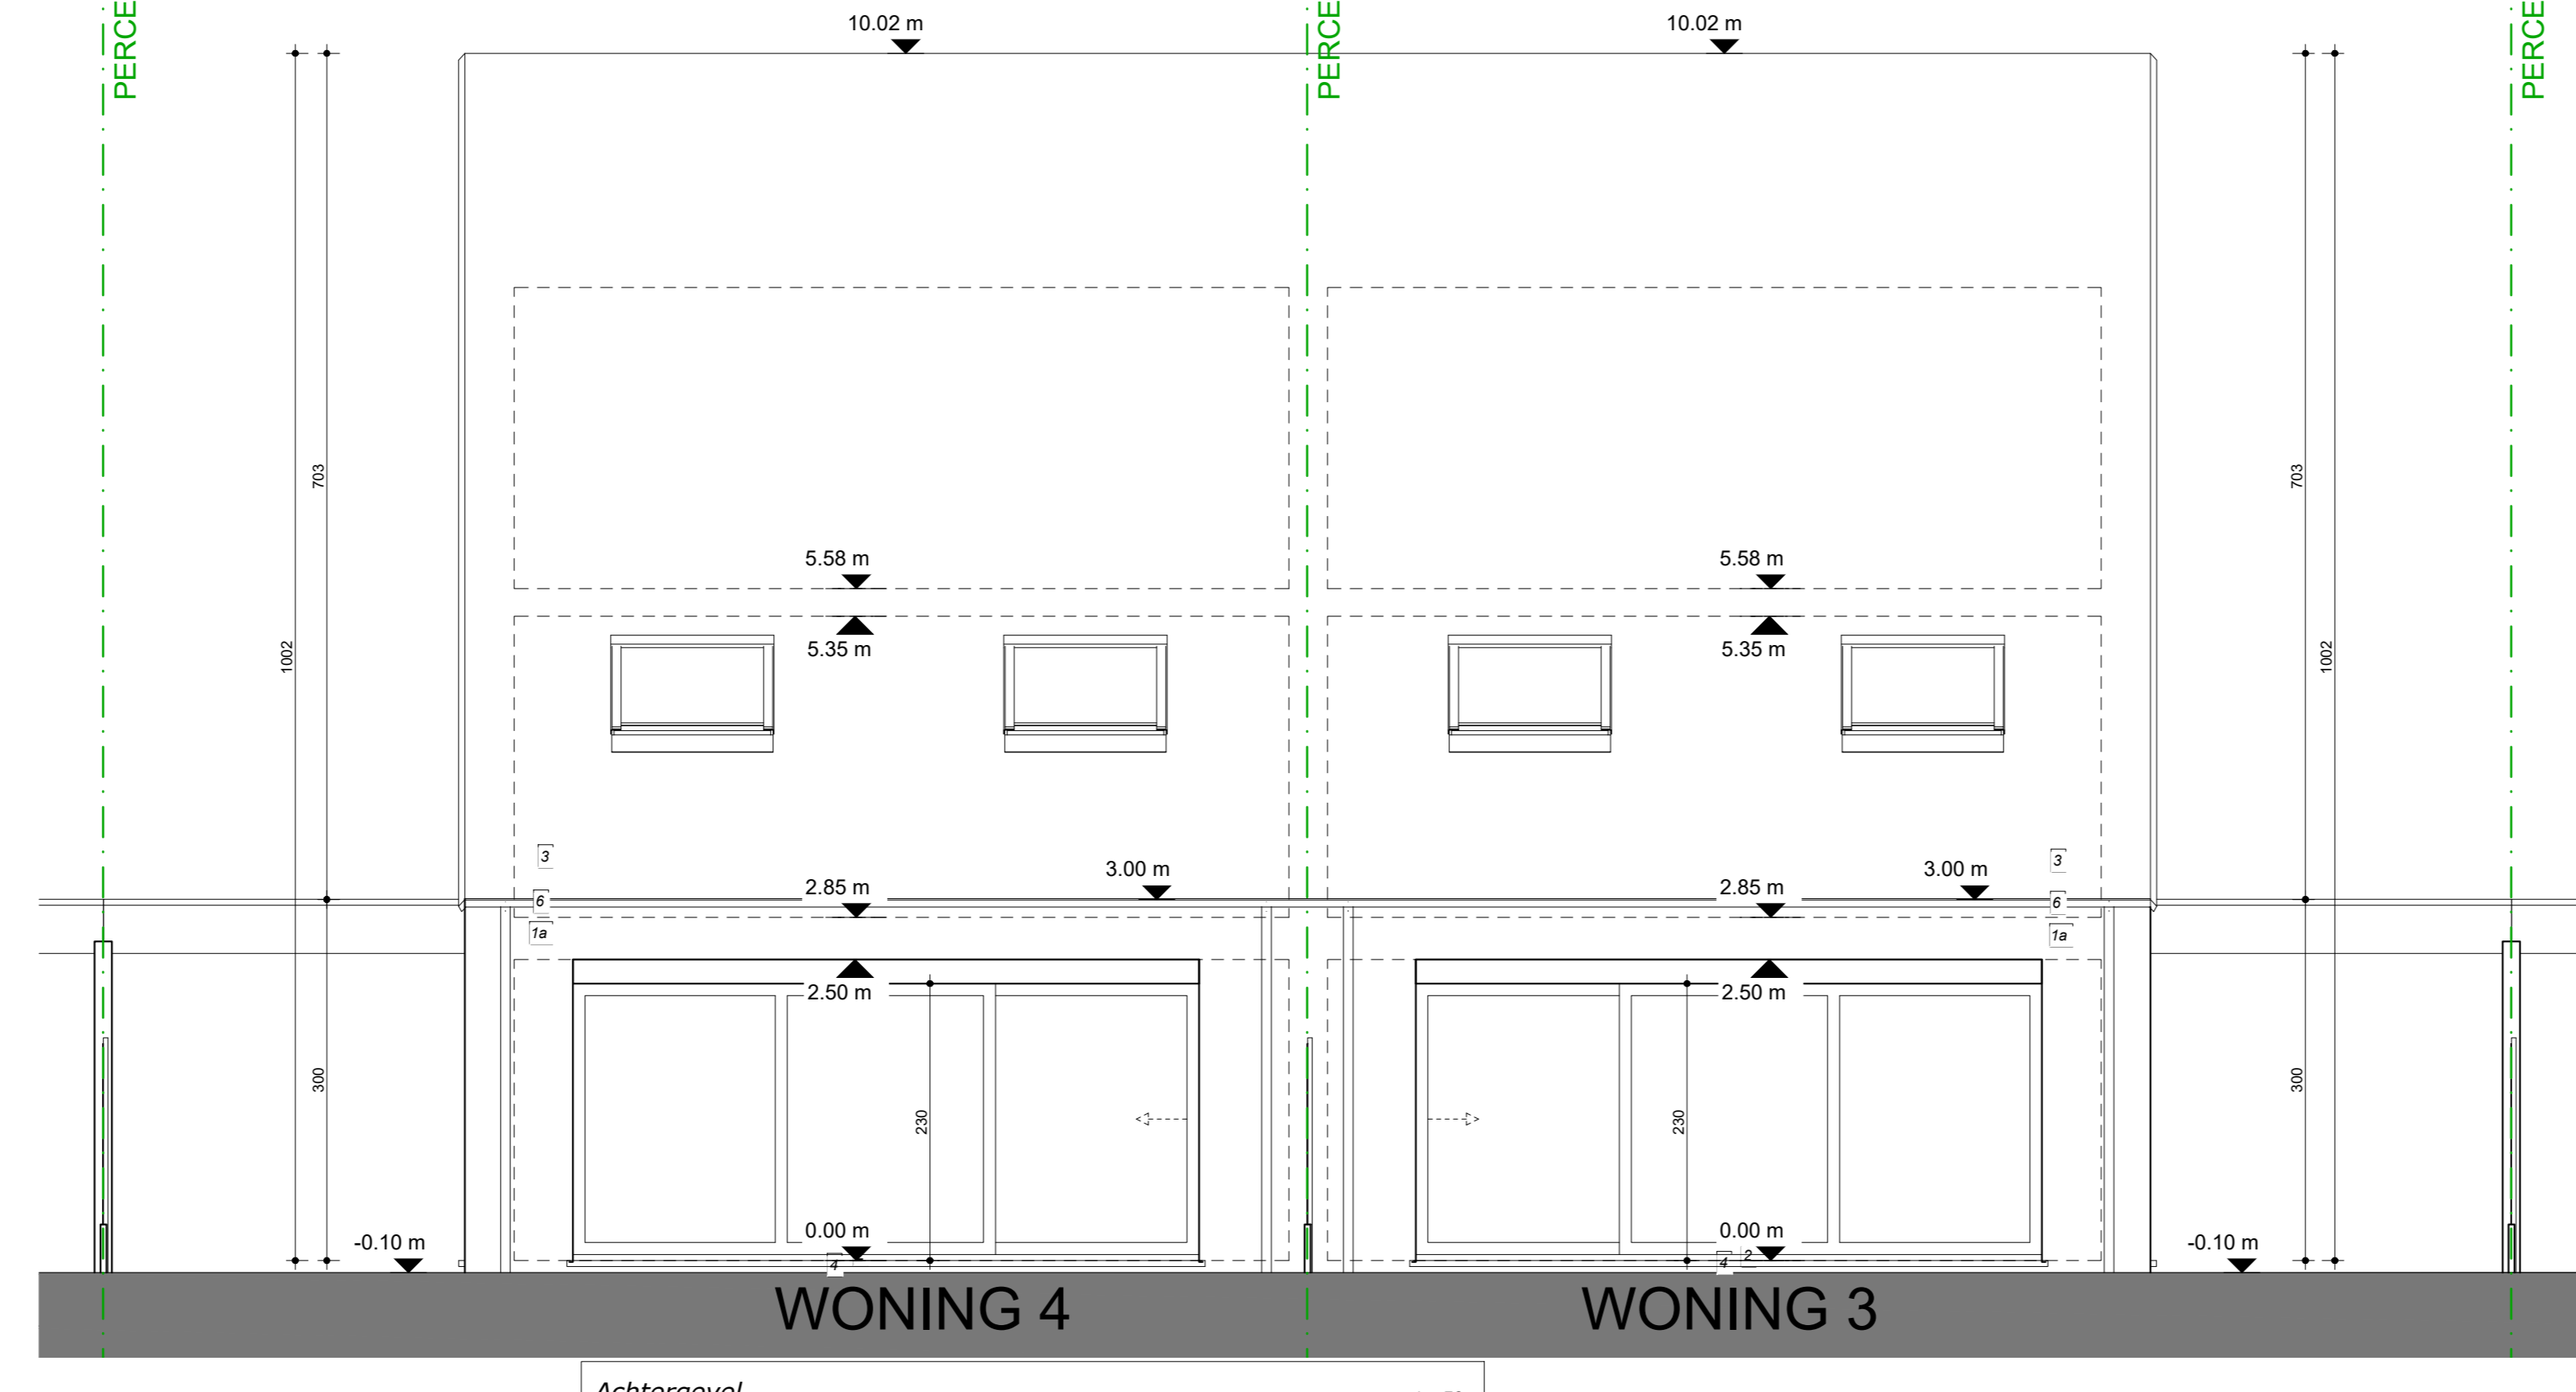 PERCE PERCE PERCE
10.02 m 10.02 m
703 703
5.58 m 5.58 m
1002 5.35 m 5.35 m 1002
3 3
3.00 m 3.00 m
2.85 m 2.85 m
6 6
1a 1a
2.50 m 2.50 m
300 300
230 230
0.00 m 0.00 m
-0.10 m -0.10 m
4 4 2
WONING 4 WONING 3
Achtergevel